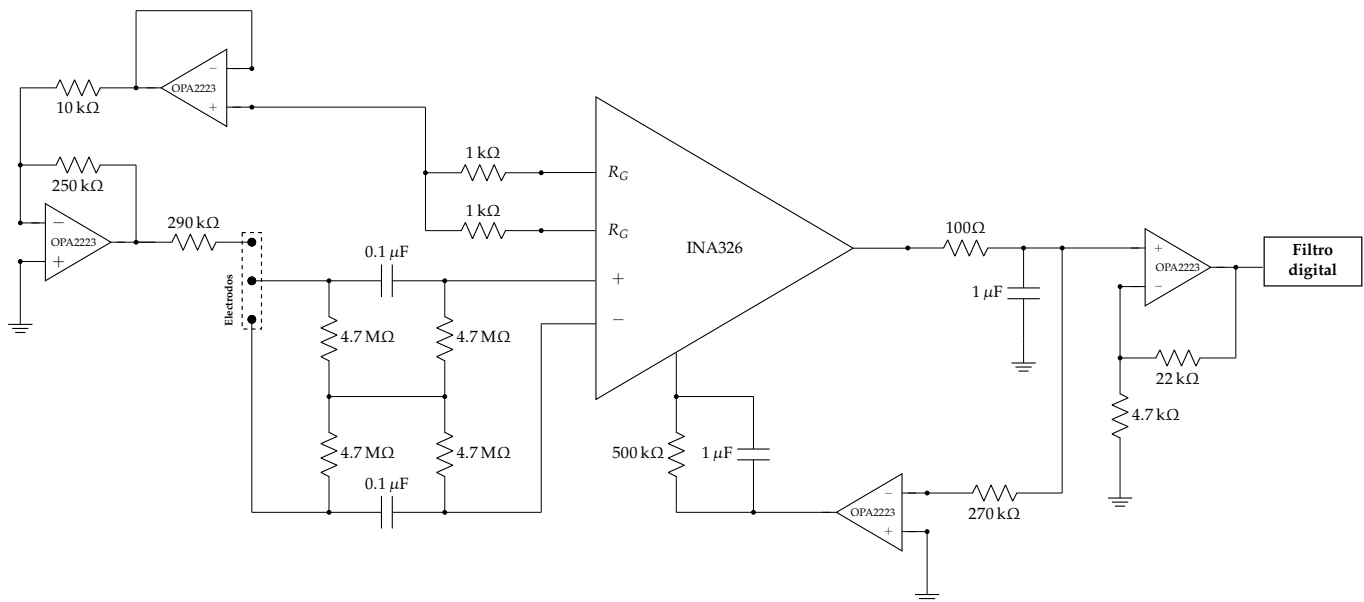 −
OPA2223
+
10 kΩ
250 kΩ
−
OPA2223
+
290 kΩ
Electrodos
0.1 µF
4.7 MΩ
4.7 MΩ
4.7 MΩ
4.7 MΩ
0.1 µF
1 kΩ
1 kΩ
R_G
R_G
+
−
INA326
500 kΩ
1 µF
−
OPA2223
+
270 kΩ
100Ω
1 µF
+
OPA2223
−
22 kΩ
4.7 kΩ
Filtro
digital